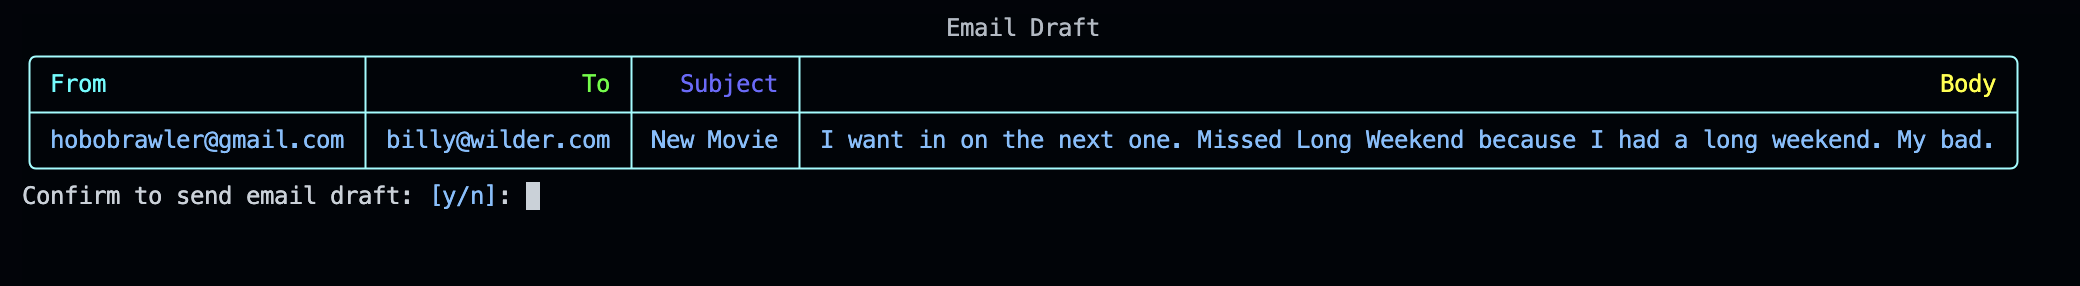 Email Draft
From To Subject Body
hobobrawler@gmail.com billy@wilder.com New Movie I want in on the next one. Missed Long Weekend because I had a long weekend. My bad.
Confirm to send email draft: [y/n]: